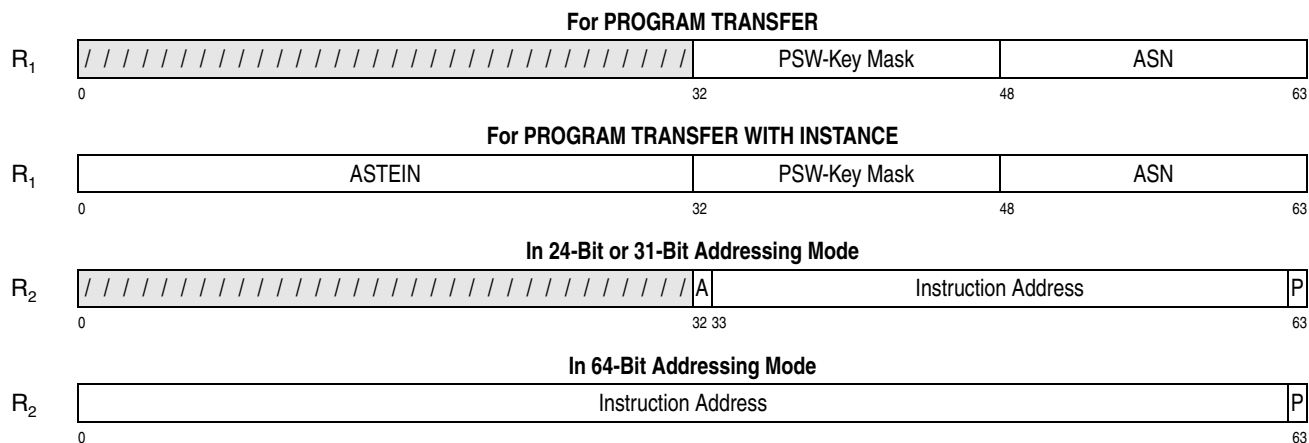 For PROGRAM TRANSFER
R1 / / / / / / / / / / / / / / / / / / / / / / / / / / / / / / / / PSW-Key Mask ASN
0 32 48 63
For PROGRAM TRANSFER WITH INSTANCE
R1 ASTEIN PSW-Key Mask ASN
0 32 48 63
In 24-Bit or 31-Bit Addressing Mode
R2 / / / / / / / / / / / / / / / / / / / / / / / / / / / / / / / / A Instruction Address P
0 32 33 63
In 64-Bit Addressing Mode
R2 Instruction Address P
0 63